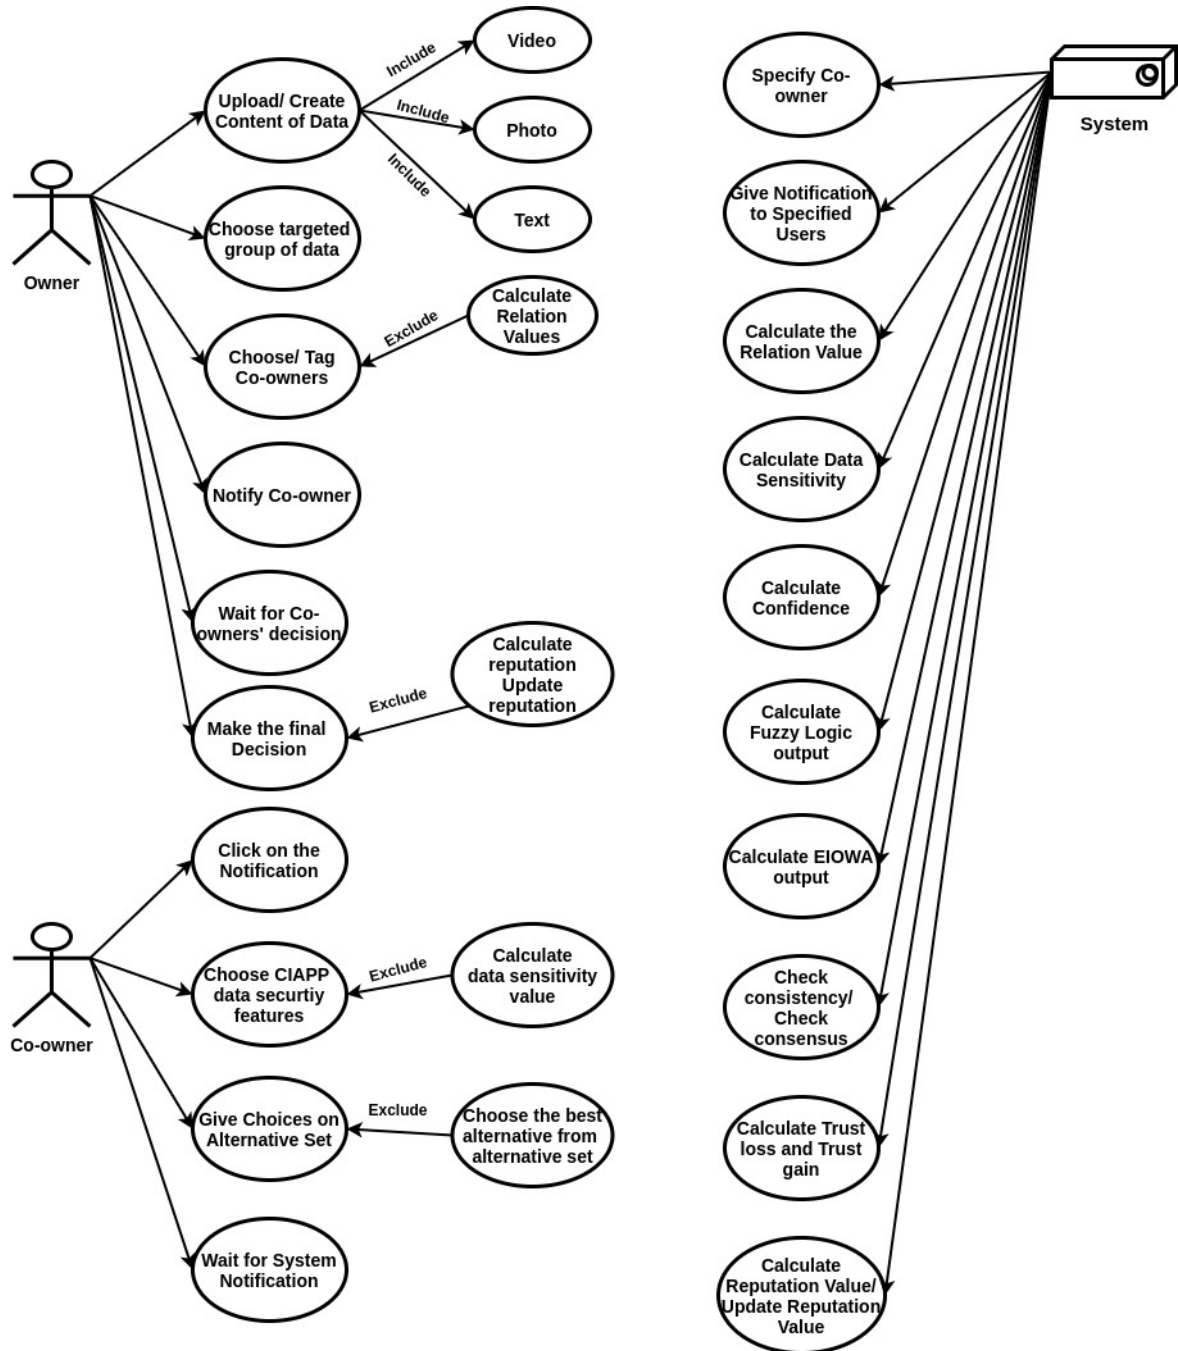 Upload/ Create
Content of Data
Include
Video
Include
Photo
Include
Text
Owner
Choose targeted
group of data
Choose/ Tag
Co-owners
Exclude
Calculate
Relation
Values
Notify Co-owner
Wait for Co-
owners' decision
Make the final
Decision
Exclude
Calculate
reputation
Update
reputation
Click on the
Notification
Co-owner
Choose CIAPP
data securtiy
features
Exclude
Calculate
data sensitivity
value
Give Choices on
Alternative Set
Exclude
Choose the best
alternative from
alternative set
Wait for System
Notification
System
Specify Co-
owner
Give Notification
to Specified
Users
Calculate the
Relation Value
Calculate Data
Sensitivity
Calculate
Confidence
Calculate
Fuzzy Logic
output
Calculate EIOWA
output
Check
consistency/
Check
consensus
Calculate Trust
loss and Trust
gain
Calculate
Reputation Value/
Update Reputation
Value